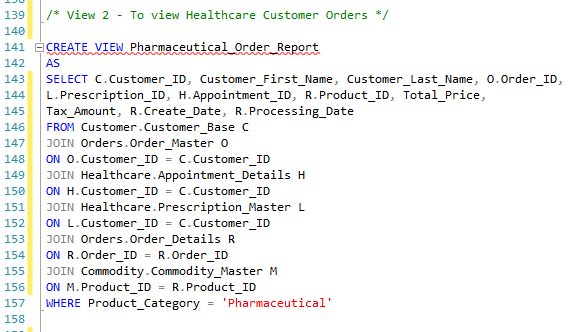 139 /* View 2 - To view Healthcare Customer Orders */
140
141 CREATE VIEW Pharmaceutical_Order_Report
142 AS
143 SELECT C.Customer_ID, Customer_First_Name, Customer_Last_Name, O.Order_ID,
144 L.Prescription_ID, H.Appointment_ID, R.Product_ID, Total_Price,
145 Tax_Amount, R.Create_Date, R.Processing_Date
146 FROM Customer.Customer_Base C
147 JOIN Orders.Order_Master O
148 ON O.Customer_ID = C.Customer_ID
149 JOIN Healthcare.Appointment_Details H
150 ON H.Customer_ID = C.Customer_ID
151 JOIN Healthcare.Prescription_Master L
152 ON L.Customer_ID = C.Customer_ID
153 JOIN Orders.Order_Details R
154 ON R.Order_ID = R.Order_ID
155 JOIN Commodity.Commodity_Master M
156 ON M.Product_ID = R.Product_ID
157 WHERE Product_Category = 'Pharmaceutical'
158